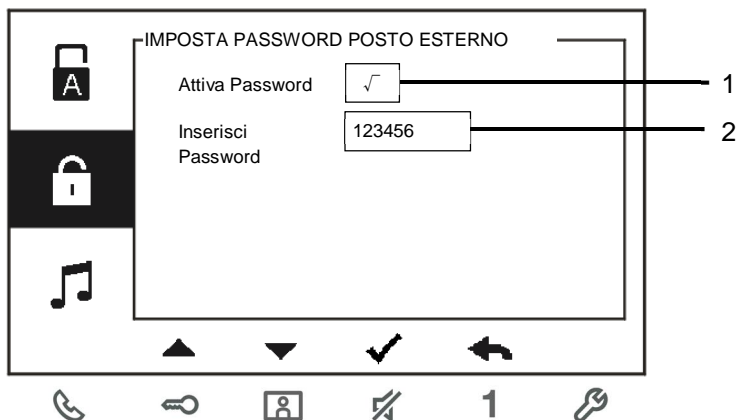 IMPOSTA PASSWORD POSTO ESTERNO
A
Attiva Password √ 1
Inserisci Password 123456 2
1